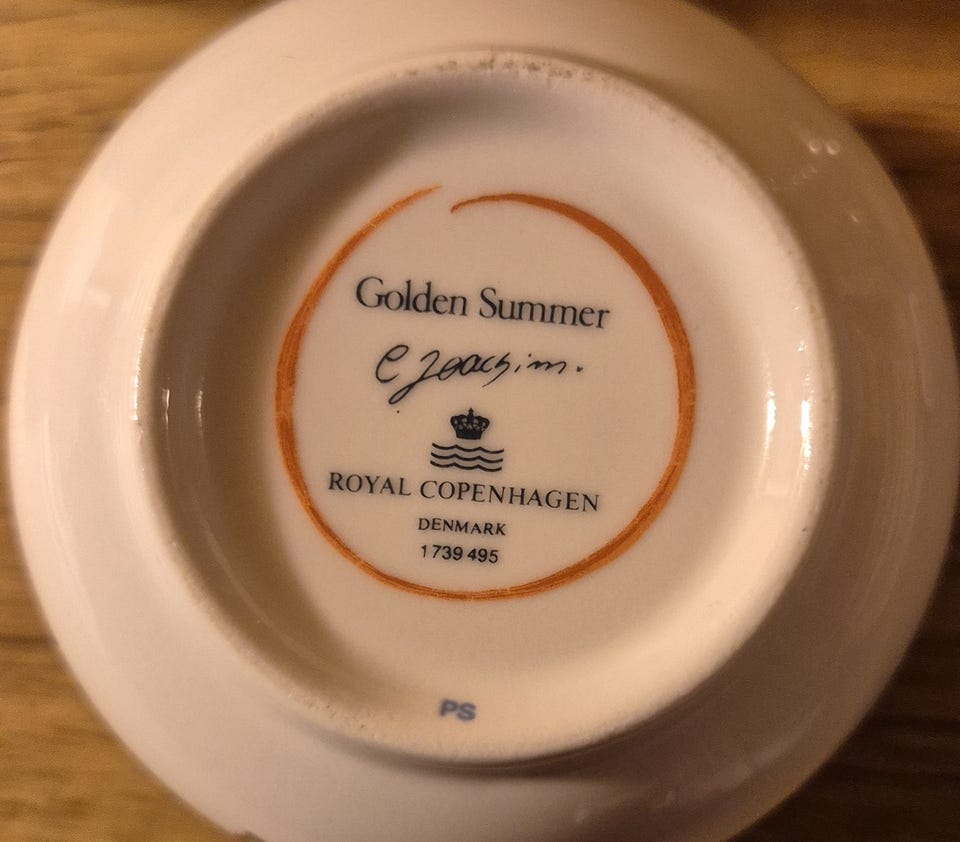 Golden Summer
C Joachim.
ROYAL COPENHAGEN
DENMARK
1739 495
PS